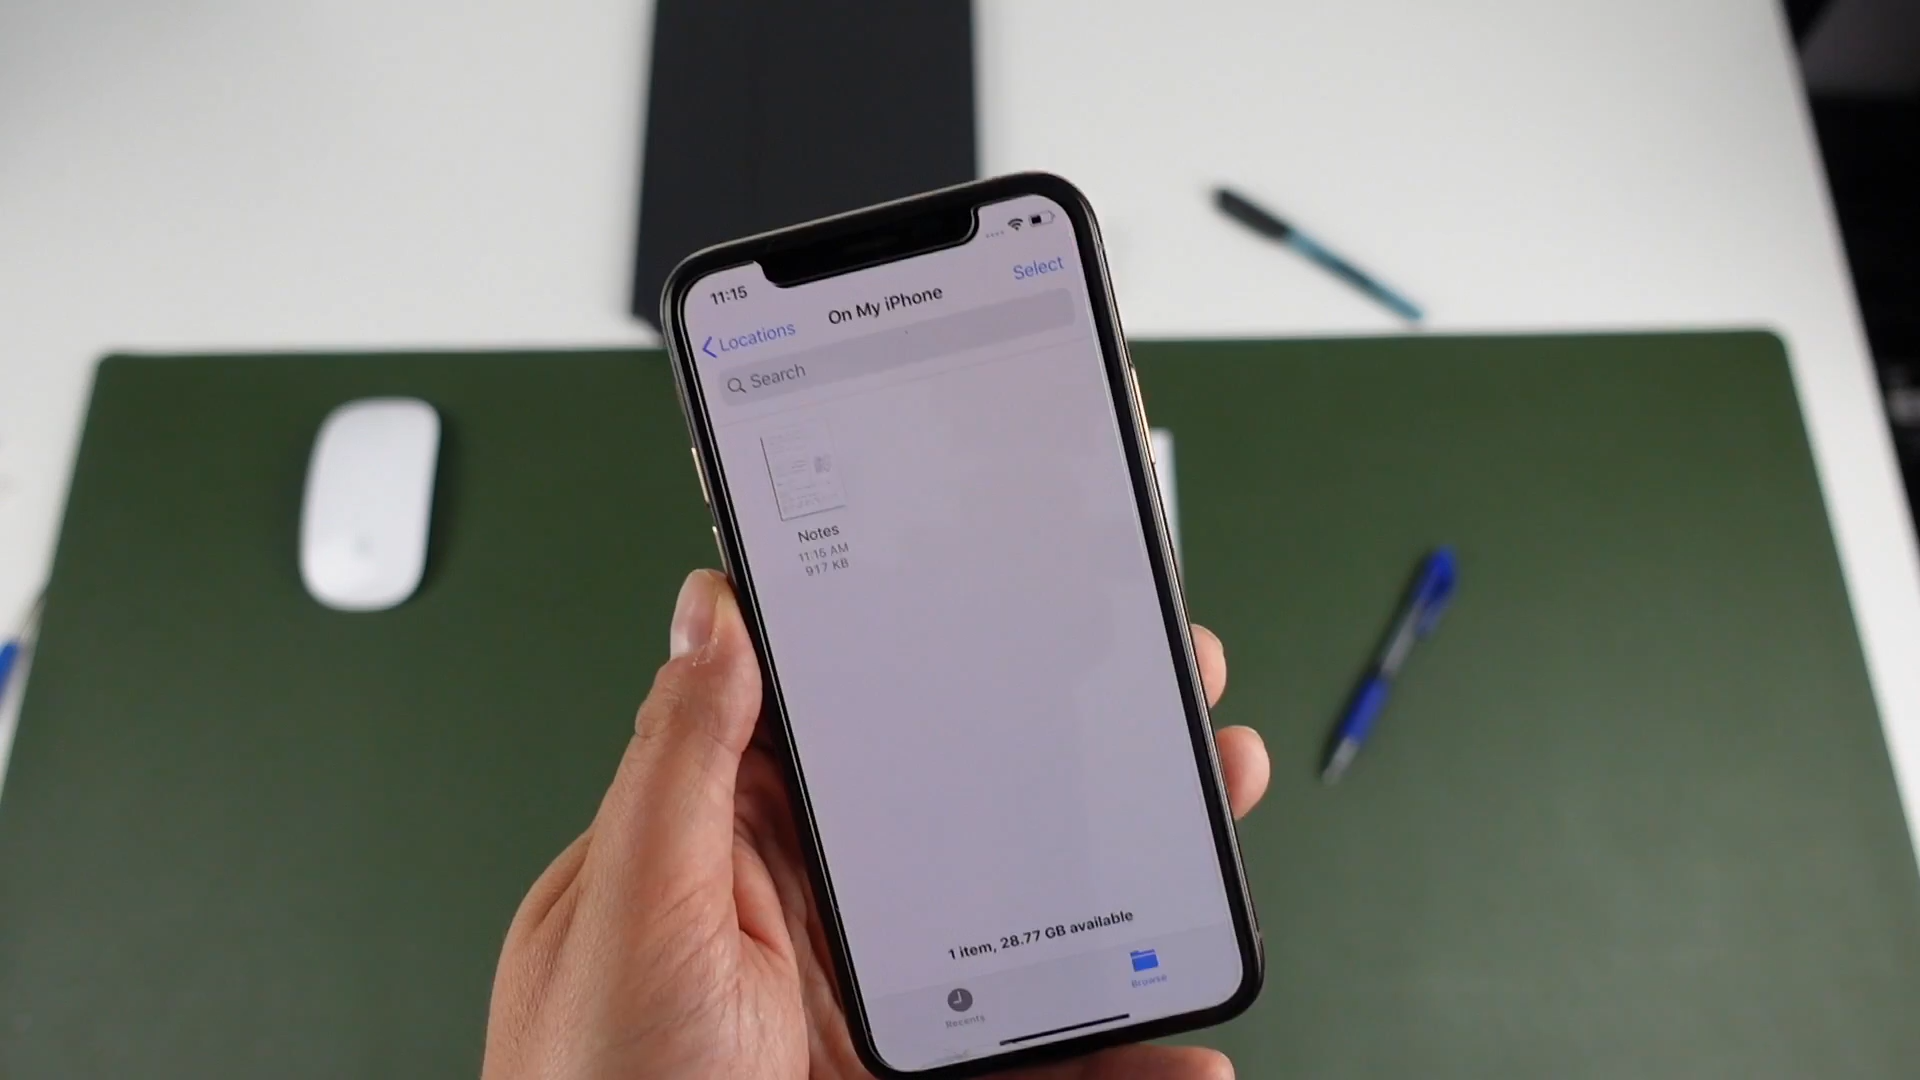 11:15
Select
Locations
On My iPhone
Search
Notes
11:15 AM
917 KB
1 item, 28.77 GB available
Recents
Browse